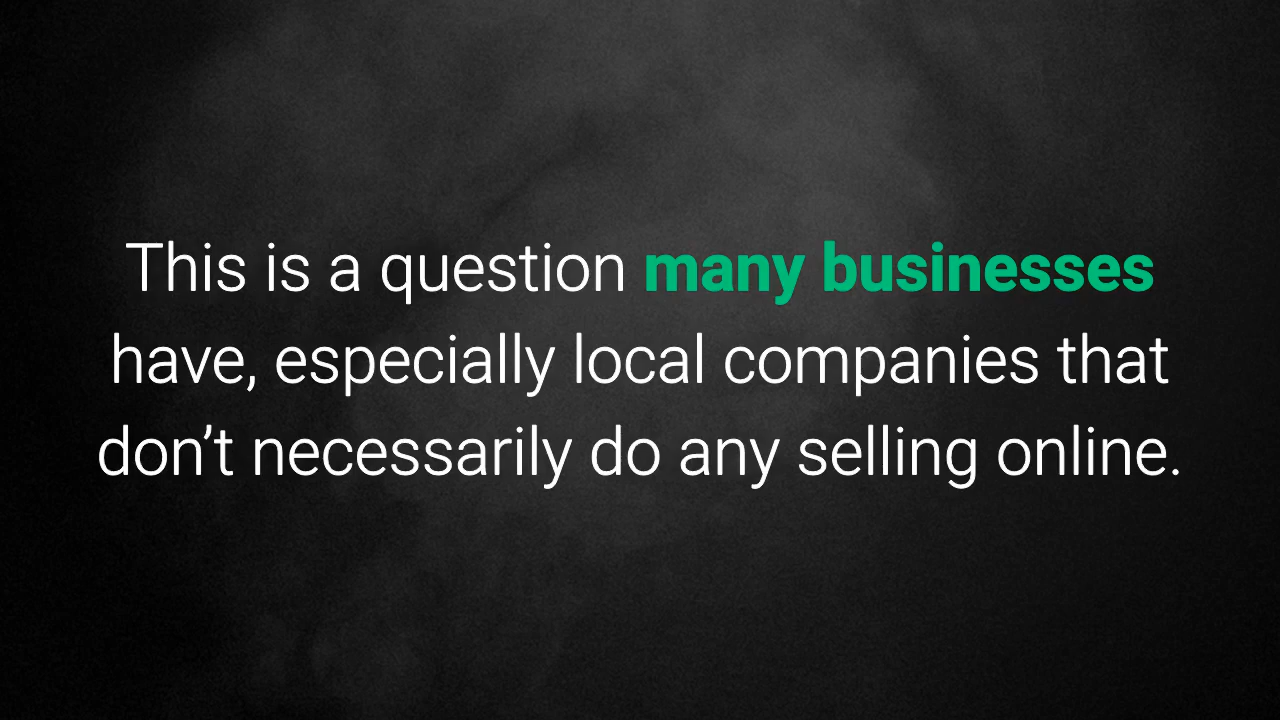 This is a question many businesses
have, especially local companies that
don’t necessarily do any selling online.